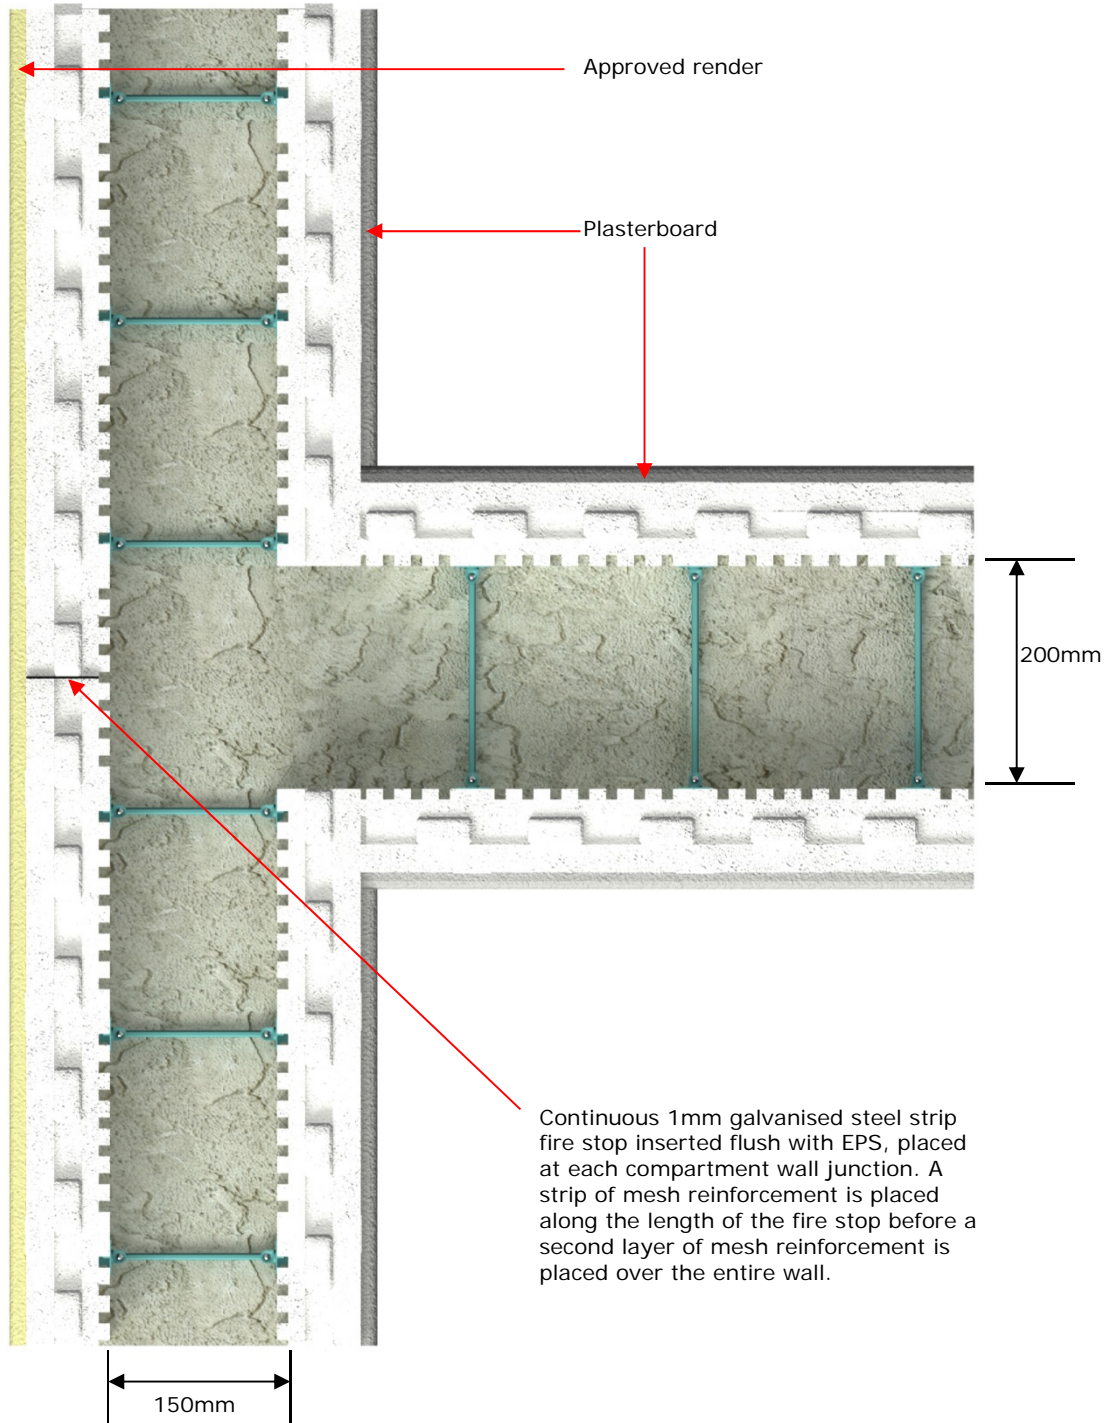 Approved render
Plasterboard
200mm
Continuous 1mm galvanised steel strip
fire stop inserted flush with EPS, placed
at each compartment wall junction. A
strip of mesh reinforcement is placed
along the length of the fire stop before a
second layer of mesh reinforcement is
placed over the entire wall.
150mm